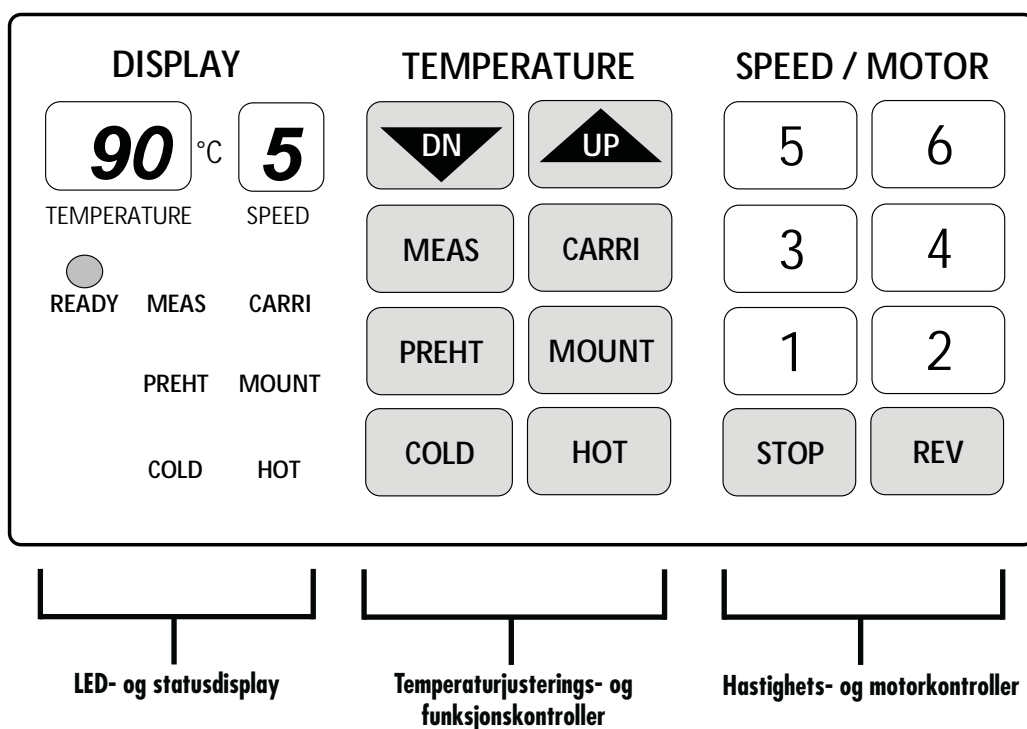 DISPLAY
90 °C 5
TEMPERATURE SPEED
READY MEAS CARRI
PREHT MOUNT
COLD HOT
TEMPERATURE
DN UP
MEAS CARRI
PREHT MOUNT
COLD HOT
SPEED / MOTOR
5 6
3 4
1 2
STOP REV
LED- og statusdisplay
Temperaturjusterings- og
funksjonskontroller
Hastighets- og motorkontroller